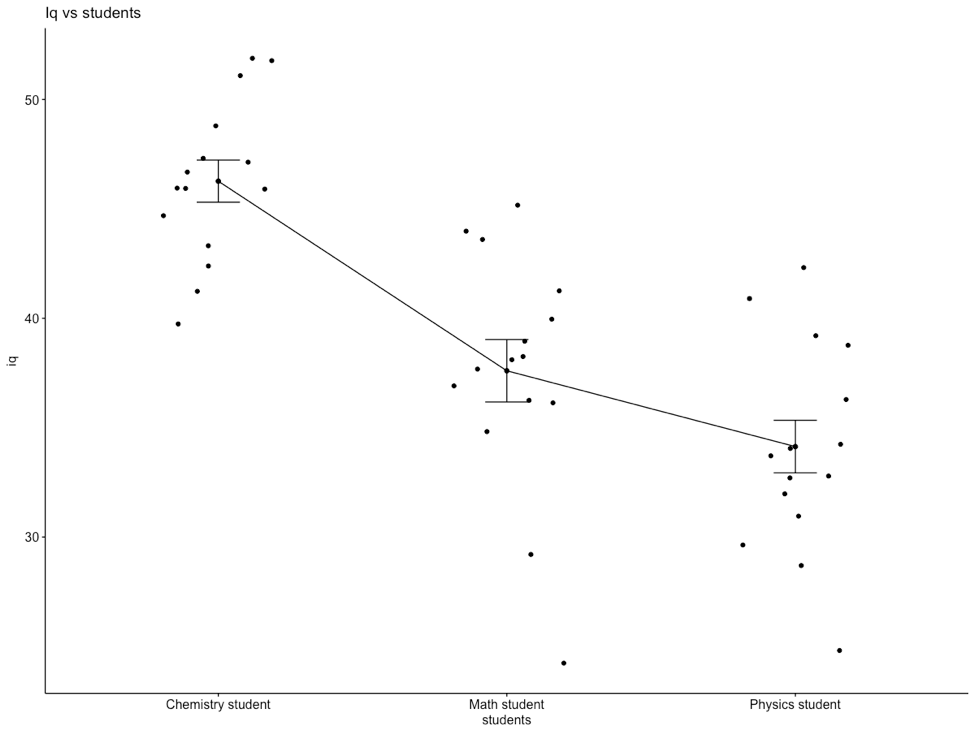 Iq vs students
50
40
30
iq
Chemistry student
Math student
Physics student
students